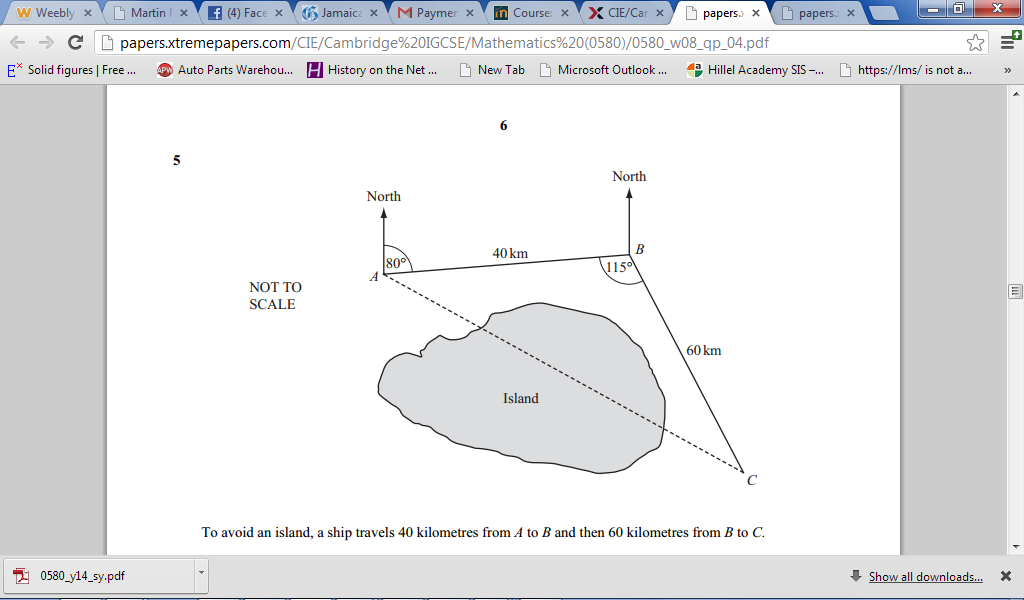 Weebly
Martin
(4) Face
Jamaica
Paymer
Course:
CIE/Car
papers.x
papers.
papers.xtremepapers.com/CIE/Cambridge%20IGCSE/Mathematics%20(0580)/0580_w08_qp_04.pdf
Solid figures | Free ...
Auto Parts Warehou...
History on the Net ...
New Tab
Microsoft Outlook ...
Hillel Academy SIS –...
https://lms/ is not a...
»
6
5
North
North
40 km
B
80°
115°
A
NOT TO
SCALE
60 km
Island
C
To avoid an island, a ship travels 40 kilometres from A to B and then 60 kilometres from B to C.
0580_y14_sy.pdf
Show all downloads...